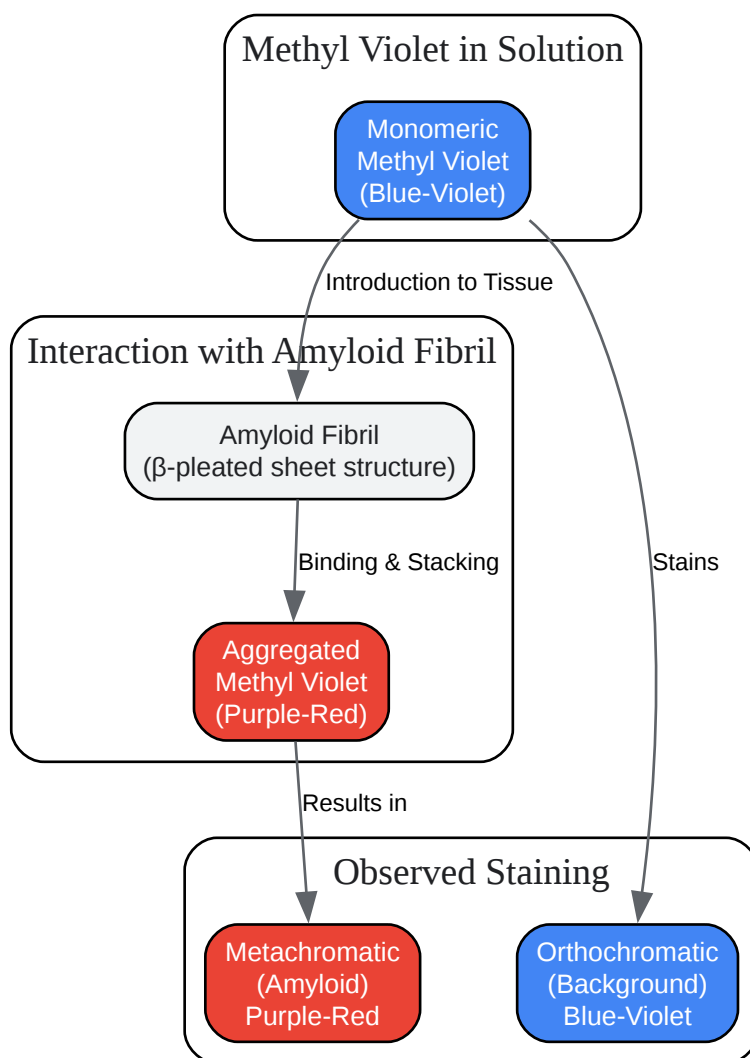 Methyl Violet in Solution
Monomeric
Methyl Violet
(Blue-Violet)
Introduction to Tissue
Interaction with Amyloid Fibril
Amyloid Fibril
(β-pleated sheet structure)
Binding & Stacking
Stains
Aggregated
Methyl Violet
(Purple-Red)
Results in
Observed Staining
Metachromatic
(Amyloid)
Purple-Red
Orthochromatic
(Background)
Blue-Violet